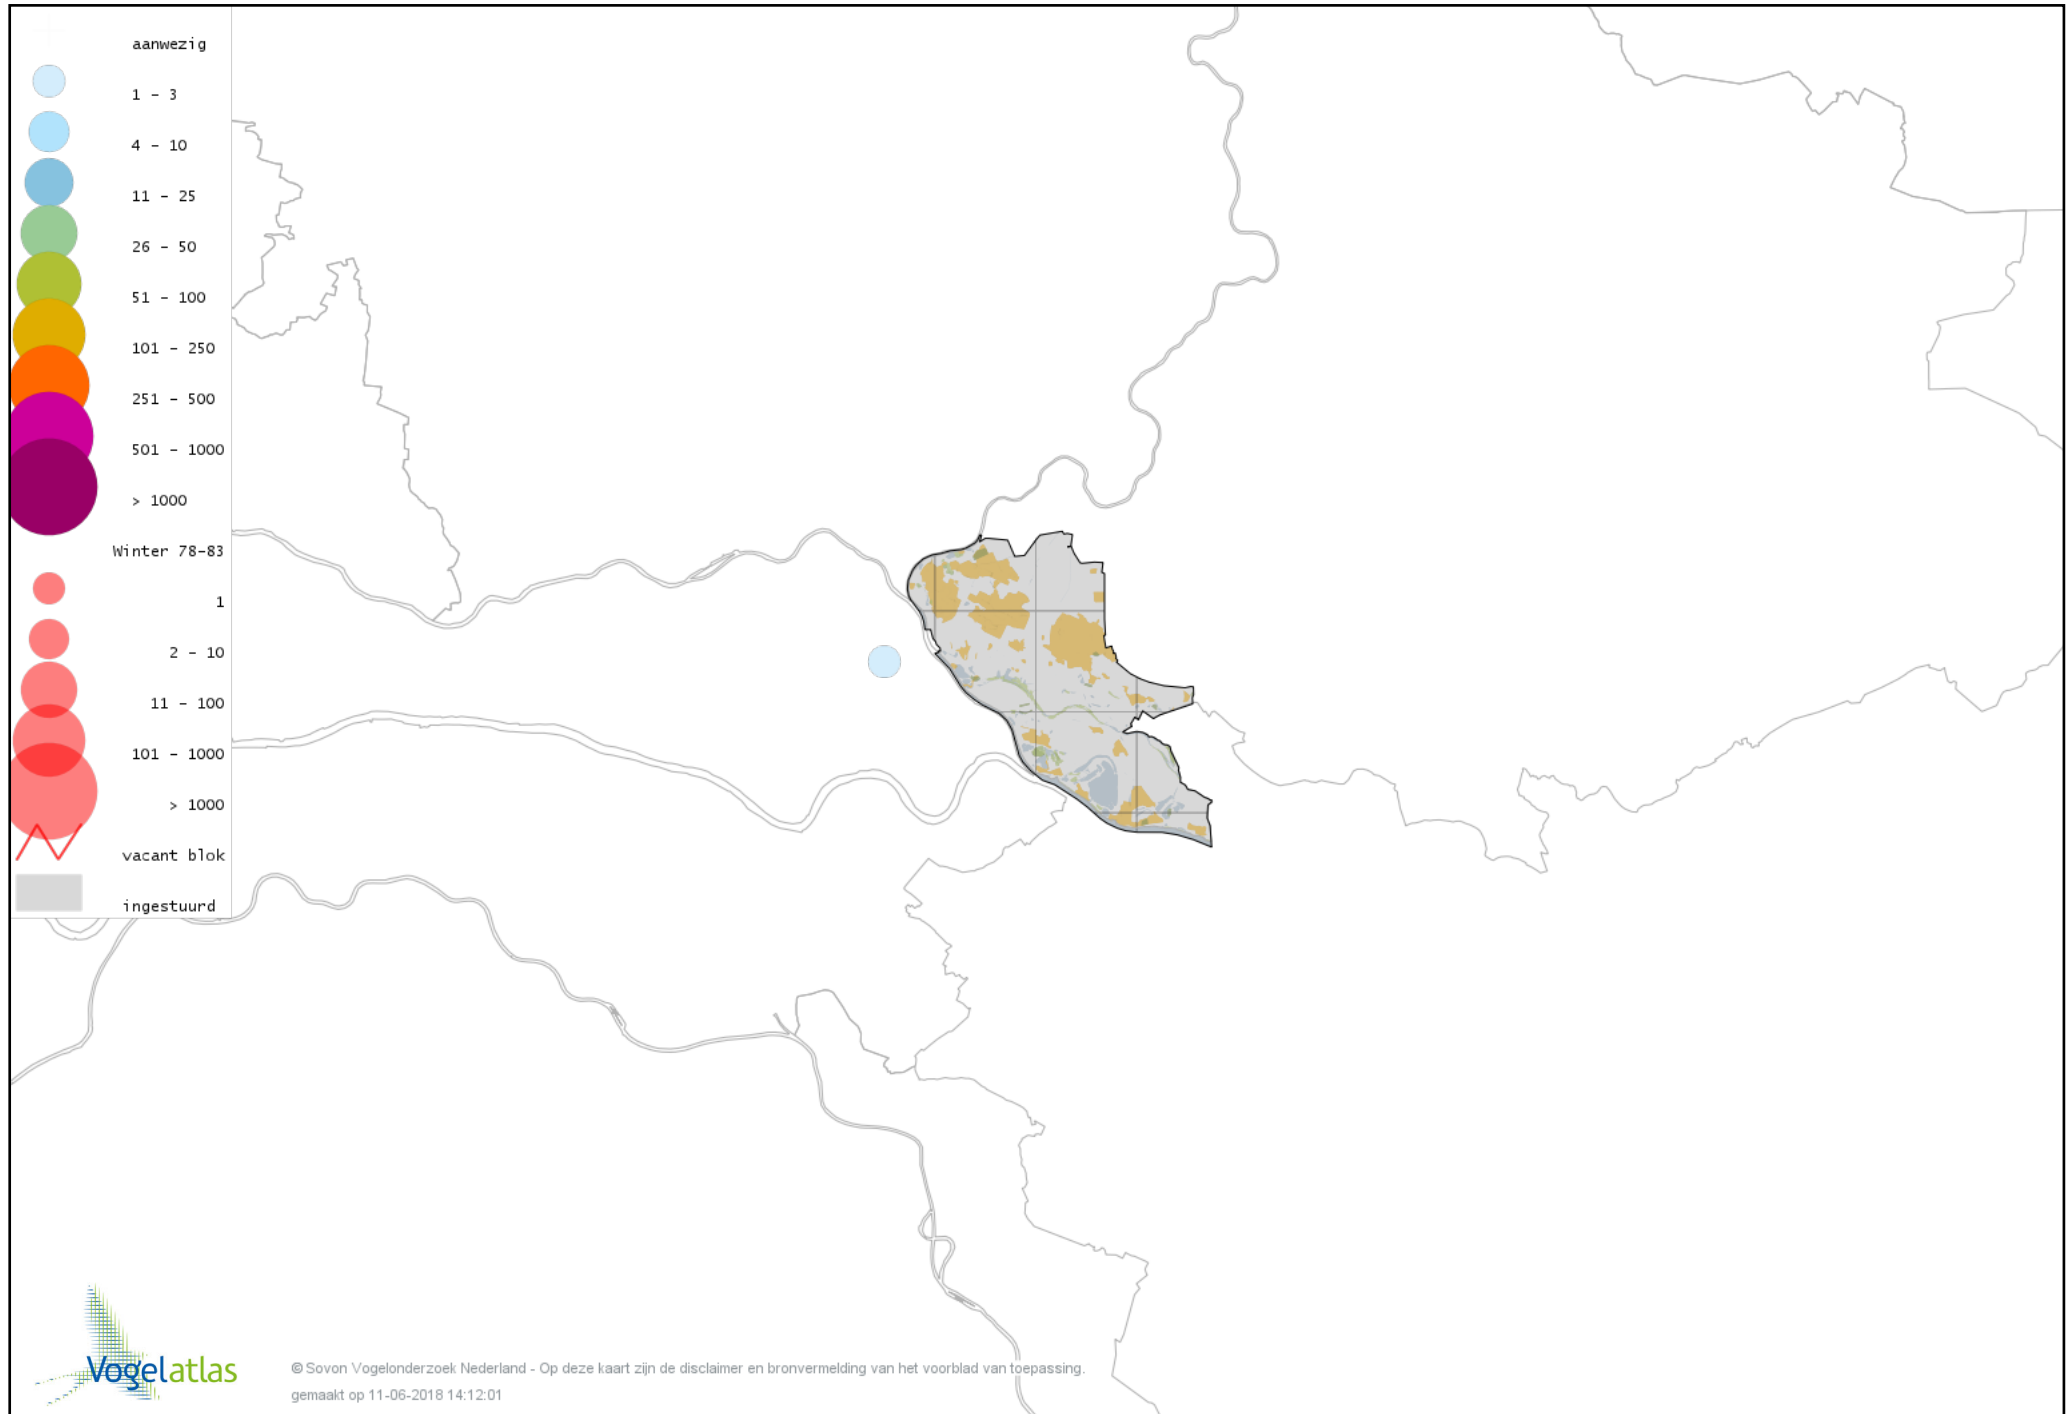 aanwezig
1 - 3
4 - 10
11 - 25
26 - 50
51 - 100
101 - 250
251 - 500
501 - 1000
> 1000
Winter 78-83
1
2 - 10
11 - 100
101 - 1000
> 1000
vacant blok
ingestuurd
Vogelatlas
© Sovon Vogelonderzoek Nederland - Op deze kaart zijn de disclaimer en bronvermelding van het voorblad van toepassing.
gemaakt op 11-06-2018 14:12:01